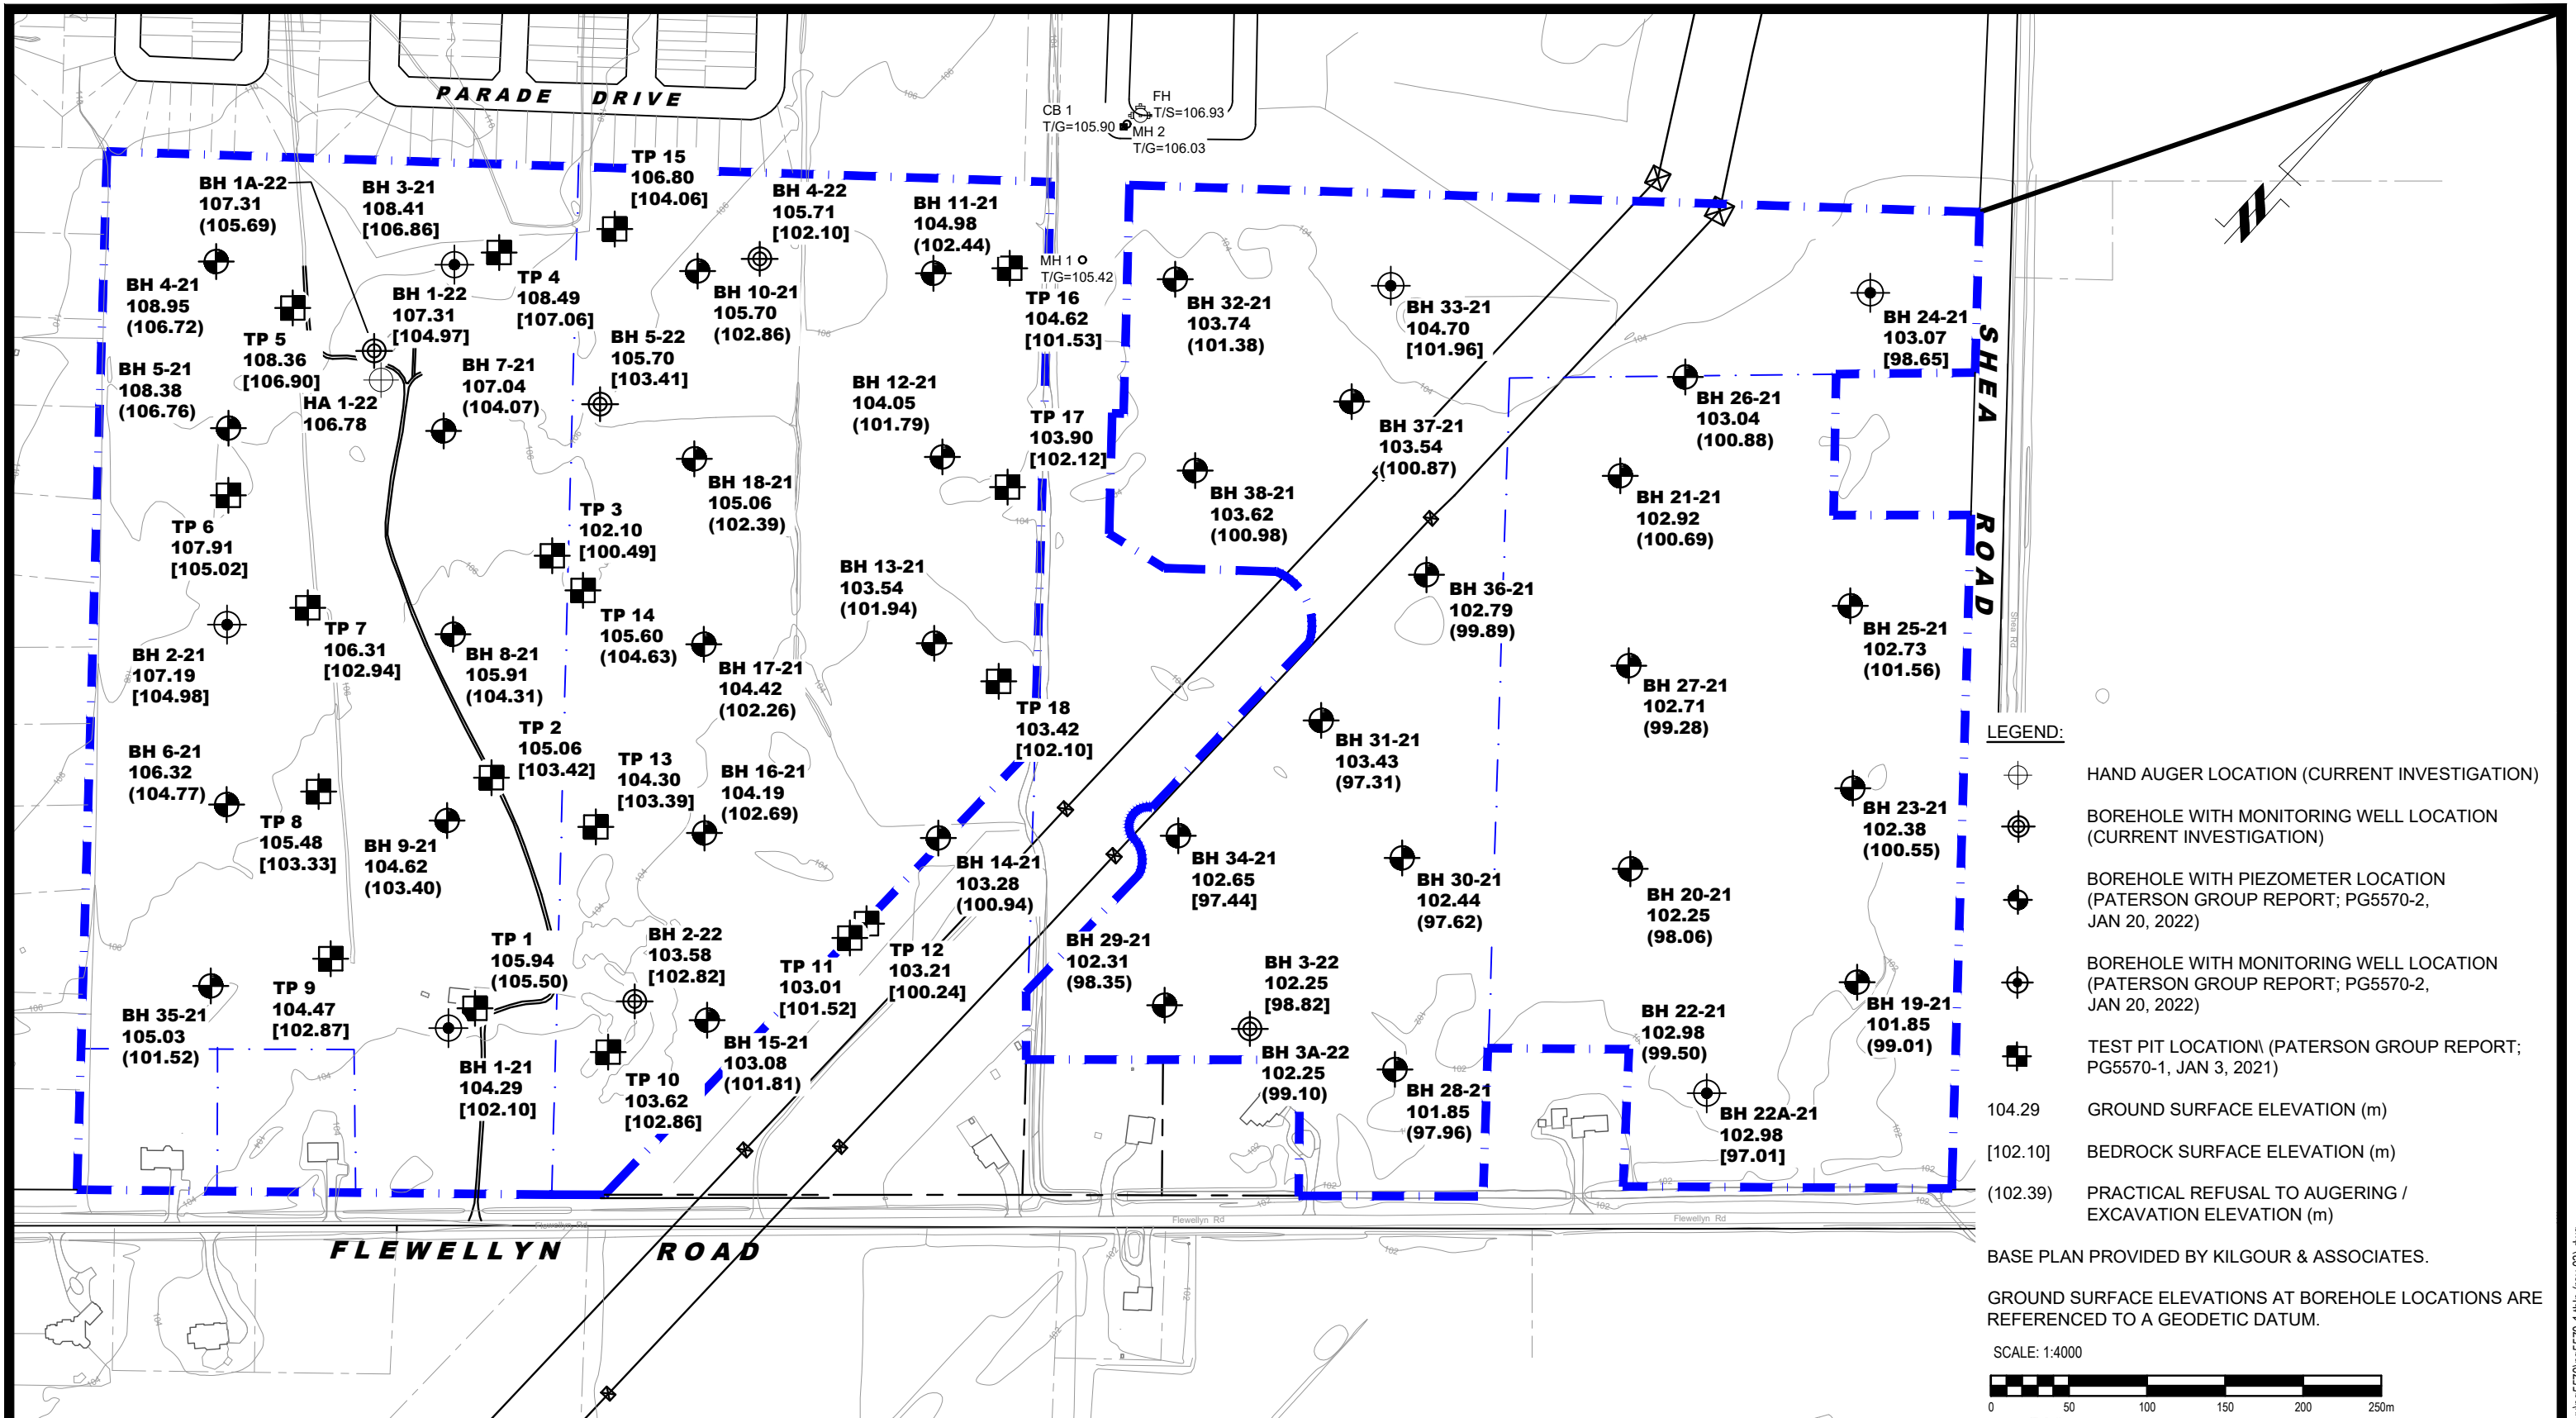 PARADE DRIVE
CB 1
T/G=105.90
FH
T/S=106.93
MH 2
T/G=106.03
MH 1
T/G=105.42
BH 1A-22
107.31
(105.69)
BH 3-21
108.41
[106.86]
TP 15
106.80
[104.06]
BH 4-22
105.71
[102.10]
BH 11-21
104.98
(102.44)
BH 4-21
108.95
(106.72)
TP 5
108.36
[106.90]
BH 1-22
107.31
[104.97]
TP 4
108.49
[107.06]
BH 10-21
105.70
(102.86)
TP 16
104.62
[101.53]
BH 32-21
103.74
(101.38)
BH 33-21
104.70
[101.96]
BH 24-21
103.07
[98.65]
BH 5-21
108.38
(106.76)
HA 1-22
106.78
BH 7-21
107.04
(104.07)
BH 5-22
105.70
[103.41]
BH 12-21
104.05
(101.79)
TP 17
103.90
[102.12]
BH 37-21
103.54
(100.87)
BH 26-21
103.04
(100.88)
SHEA ROAD
Shea Rd
TP 6
107.91
[105.02]
TP 3
102.10
[100.49]
BH 18-21
105.06
(102.39)
BH 38-21
103.62
(100.98)
BH 21-21
102.92
(100.69)
BH 2-21
107.19
[104.98]
TP 7
106.31
[102.94]
BH 8-21
105.91
(104.31)
TP 14
105.60
(104.63)
BH 17-21
104.42
(102.26)
BH 13-21
103.54
(101.94)
BH 36-21
102.79
(99.89)
BH 25-21
102.73
(101.56)
BH 27-21
102.71
(99.28)
BH 6-21
106.32
(104.77)
TP 8
105.48
[103.33]
BH 9-21
104.62
(103.40)
TP 2
105.06
[103.42]
TP 13
104.30
[103.39]
BH 16-21
104.19
(102.69)
TP 18
103.42
[102.10]
BH 31-21
103.43
(97.31)
BH 23-21
102.38
(100.55)
BH 14-21
103.28
(100.94)
BH 34-21
102.65
[97.44]
BH 30-21
102.44
(97.62)
BH 20-21
102.25
(98.06)
BH 35-21
105.03
(101.52)
TP 9
104.47
[102.87]
TP 1
105.94
(105.50)
BH 2-22
103.58
[102.82]
TP 11
103.01
[101.52]
TP 12
103.21
[100.24]
BH 29-21
102.31
(98.35)
BH 3-22
102.25
[98.82]
BH 22-21
102.98
(99.50)
BH 19-21
101.85
(99.01)
BH 1-21
104.29
[102.10]
TP 10
103.62
[102.86]
BH 15-21
103.08
(101.81)
BH 3A-22
102.25
(99.10)
BH 28-21
101.85
(97.96)
BH 22A-21
102.98
[97.01]
Flewellyn Rd
Flewellyn Rd
Flewellyn Rd
FLEWELLYN ROAD
LEGEND:
HAND AUGER LOCATION (CURRENT INVESTIGATION)
BOREHOLE WITH MONITORING WELL LOCATION
(CURRENT INVESTIGATION)
BOREHOLE WITH PIEZOMETER LOCATION
(PATERSON GROUP REPORT; PG5570-2,
JAN 20, 2022)
BOREHOLE WITH MONITORING WELL LOCATION
(PATERSON GROUP REPORT; PG5570-2,
JAN 20, 2022)
TEST PIT LOCATION\ (PATERSON GROUP REPORT;
PG5570-1, JAN 3, 2021)
104.29 GROUND SURFACE ELEVATION (m)
[102.10] BEDROCK SURFACE ELEVATION (m)
(102.39) PRACTICAL REFUSAL TO AUGERING /
EXCAVATION ELEVATION (m)
BASE PLAN PROVIDED BY KILGOUR & ASSOCIATES.
GROUND SURFACE ELEVATIONS AT BOREHOLE LOCATIONS ARE
REFERENCED TO A GEODETIC DATUM.
SCALE: 1:4000
0 50 100 150 200 250m